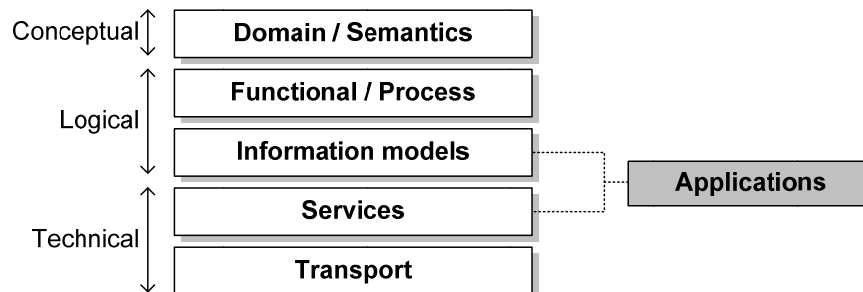 Conceptual
Domain / Semantics
Functional / Process
Logical
Information models
Applications
Services
Technical
Transport